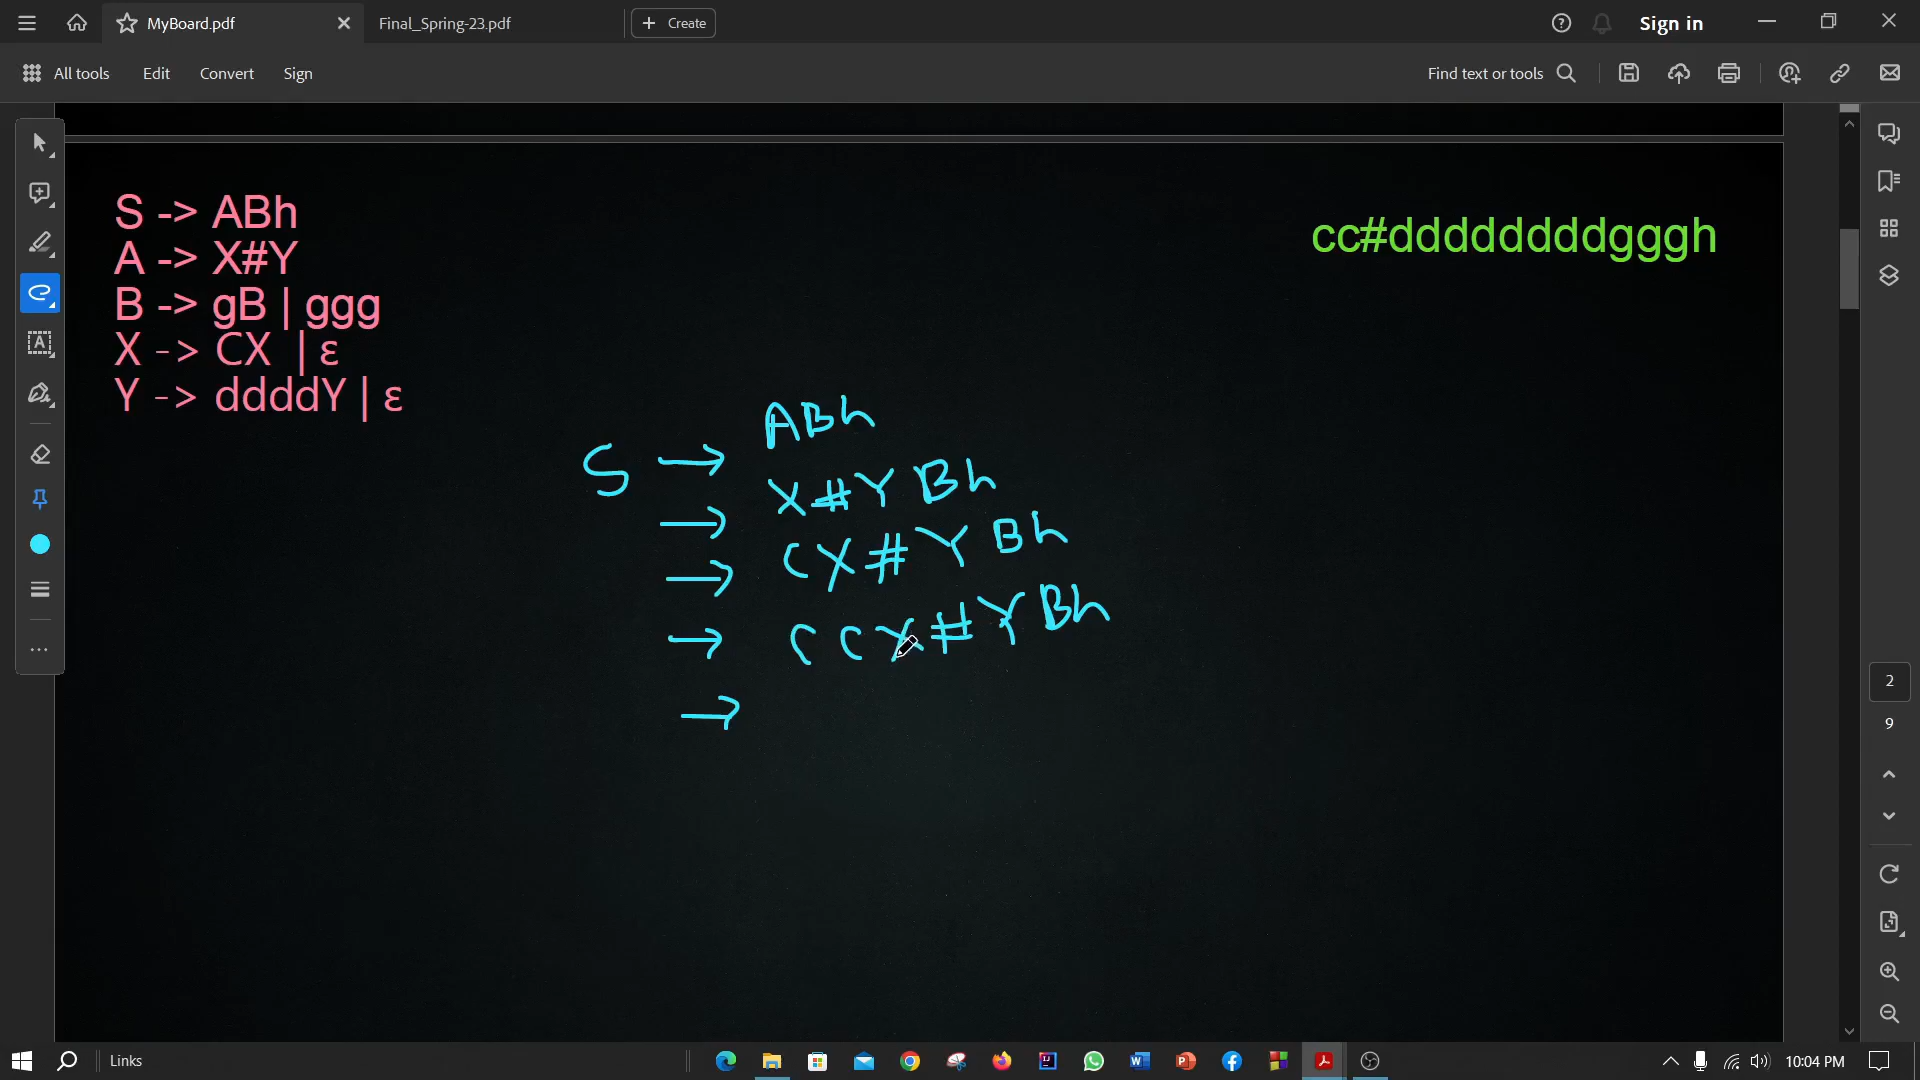 MyBoard.pdf
Final_Spring-23.pdf
Create
Sign in
All tools
Edit
Convert
Sign
Find text or tools
S -> ABh
A -> X#Y
B -> gB | ggg
X -> CX | ε
Y -> ddddY | ε
cc#ddddddddgggh
S → ABh
→ X#YBh
→ CX#YBh
→ CCX#YBh
→
2
9
Links
10:04 PM